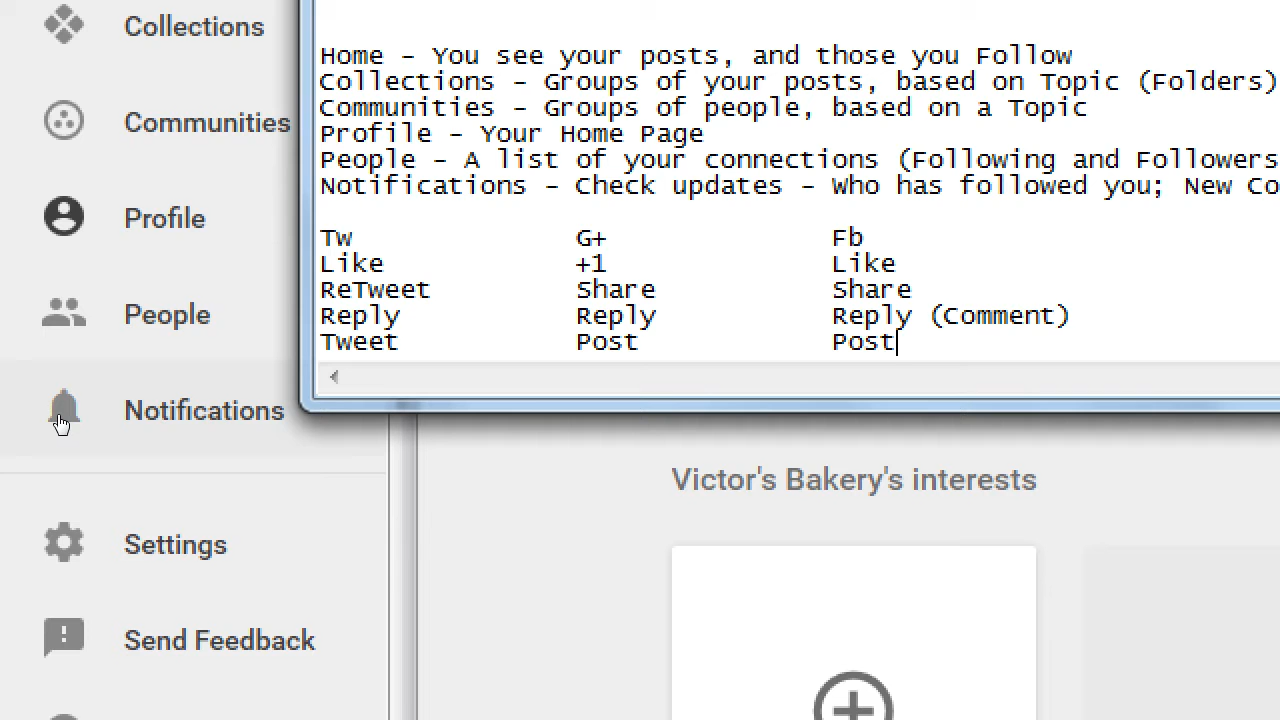 Collections
Communities
Profile
People
Notifications
Settings
Send Feedback
Home - You see your posts, and those you Follow
Collections - Groups of your posts, based on Topic (Folders)
Communities - Groups of people, based on a Topic
Profile - Your Home Page
People - A list of your connections (Following and Followers
Notifications - Check updates - Who has followed you; New Co
Tw G+ Fb
Like +1 Like
ReTweet Share Share
Reply Reply Reply (Comment)
Tweet Post Post
Victor's Bakery's interests